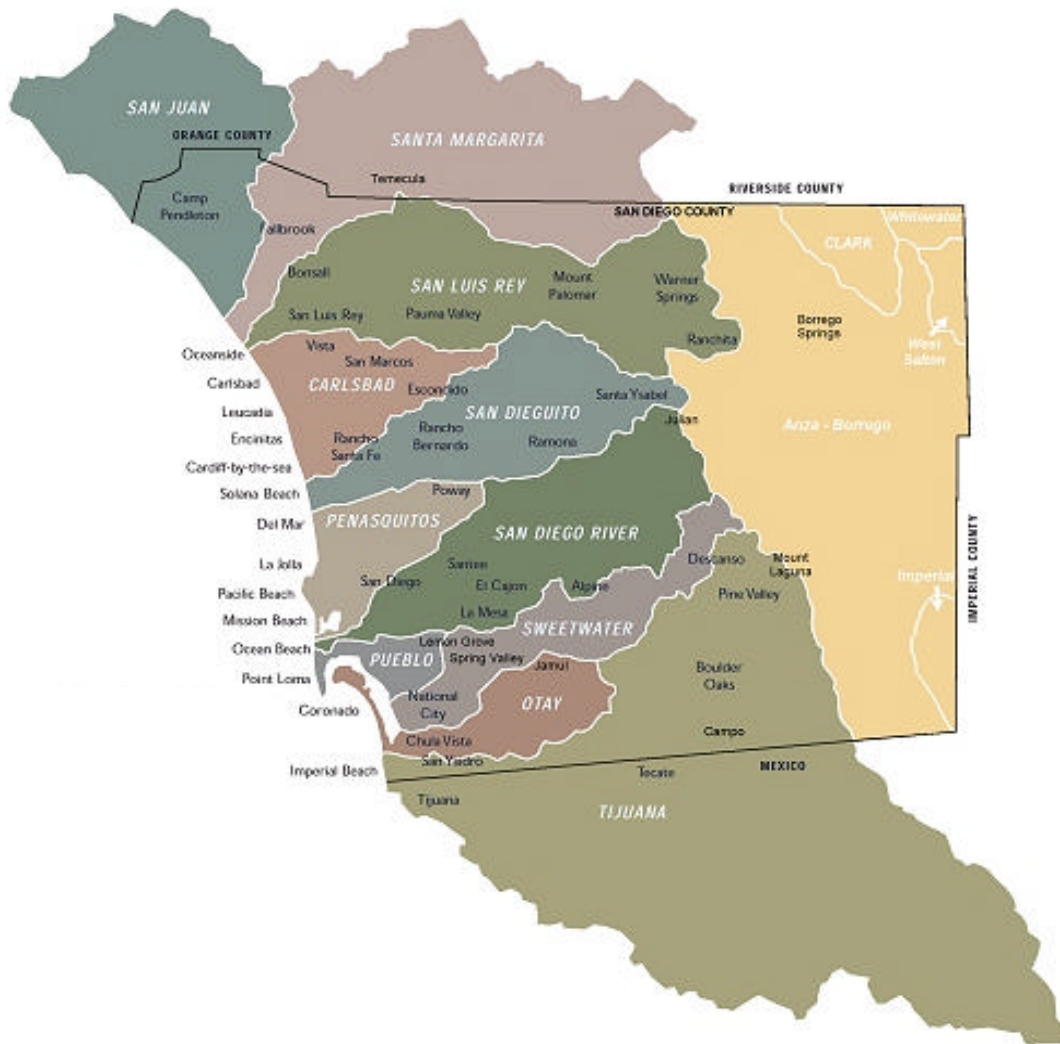 SAN JUAN
ORANGE COUNTY
SANTA MARGARITA
Temecula
RIVERSIDE COUNTY
SAN DIEGO COUNTY
Whitewater
CLARK
Camp
Pendleton
allbrook
Bonsall
SAN LUIS REY
Mount
Palomar
Warner
Springs
San Luis Rey
Pauma Valley
Borrego
Springs
Ranchita
West
Salton
Oceanside
Vista
San Marcos
Carlsbad
CARLSBAD
Escondido
Santa Ysabel
Leucadia
SAN DIEGUITO
Julian
Anza - Borrego
Encinitas
Rancho
Santa Fe
Rancho
Bernardo
Ramona
Cardiff-by-the-sea
Solana Beach
Poway
Del Mar
PENASQUITOS
SAN DIEGO RIVER
La Jolla
Santee
Descanso
Mount
Laguna
IMPERIAL COUNTY
San Diego
El Cajon
Alpine
Imperial
Pacific Beach
Pine Valley
Mission Beach
La Mesa
SWEETWATER
Ocean Beach
Lemon Grove
PUEBLO
Spring Valley
Jamul
Point Loma
Boulder
Oaks
National
City
OTAY
Coronado
Chula Vista
Campo
San Ysidro
Imperial Beach
MEXICO
Tecate
Tijuana
TIJUANA